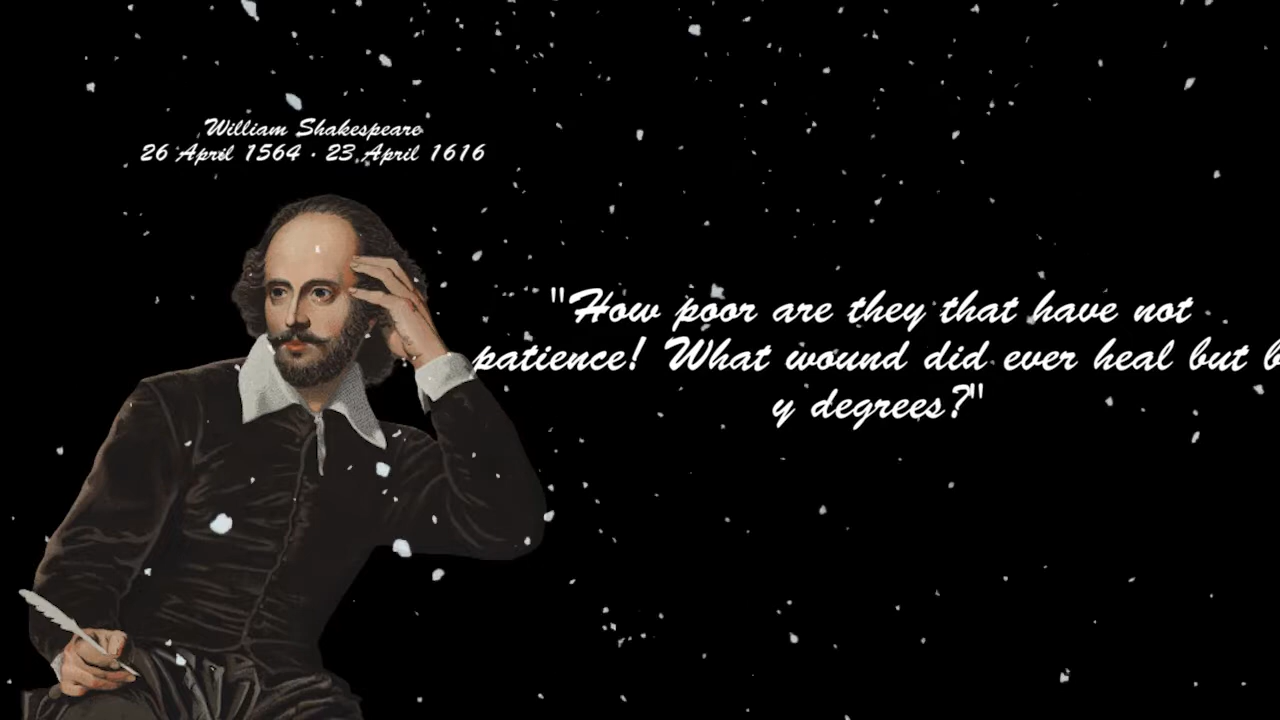 William Shakespeare
26 April 1564 - 23 April 1616
"How poor are they that have not
patience! What wound did ever heal but b
y degrees?"